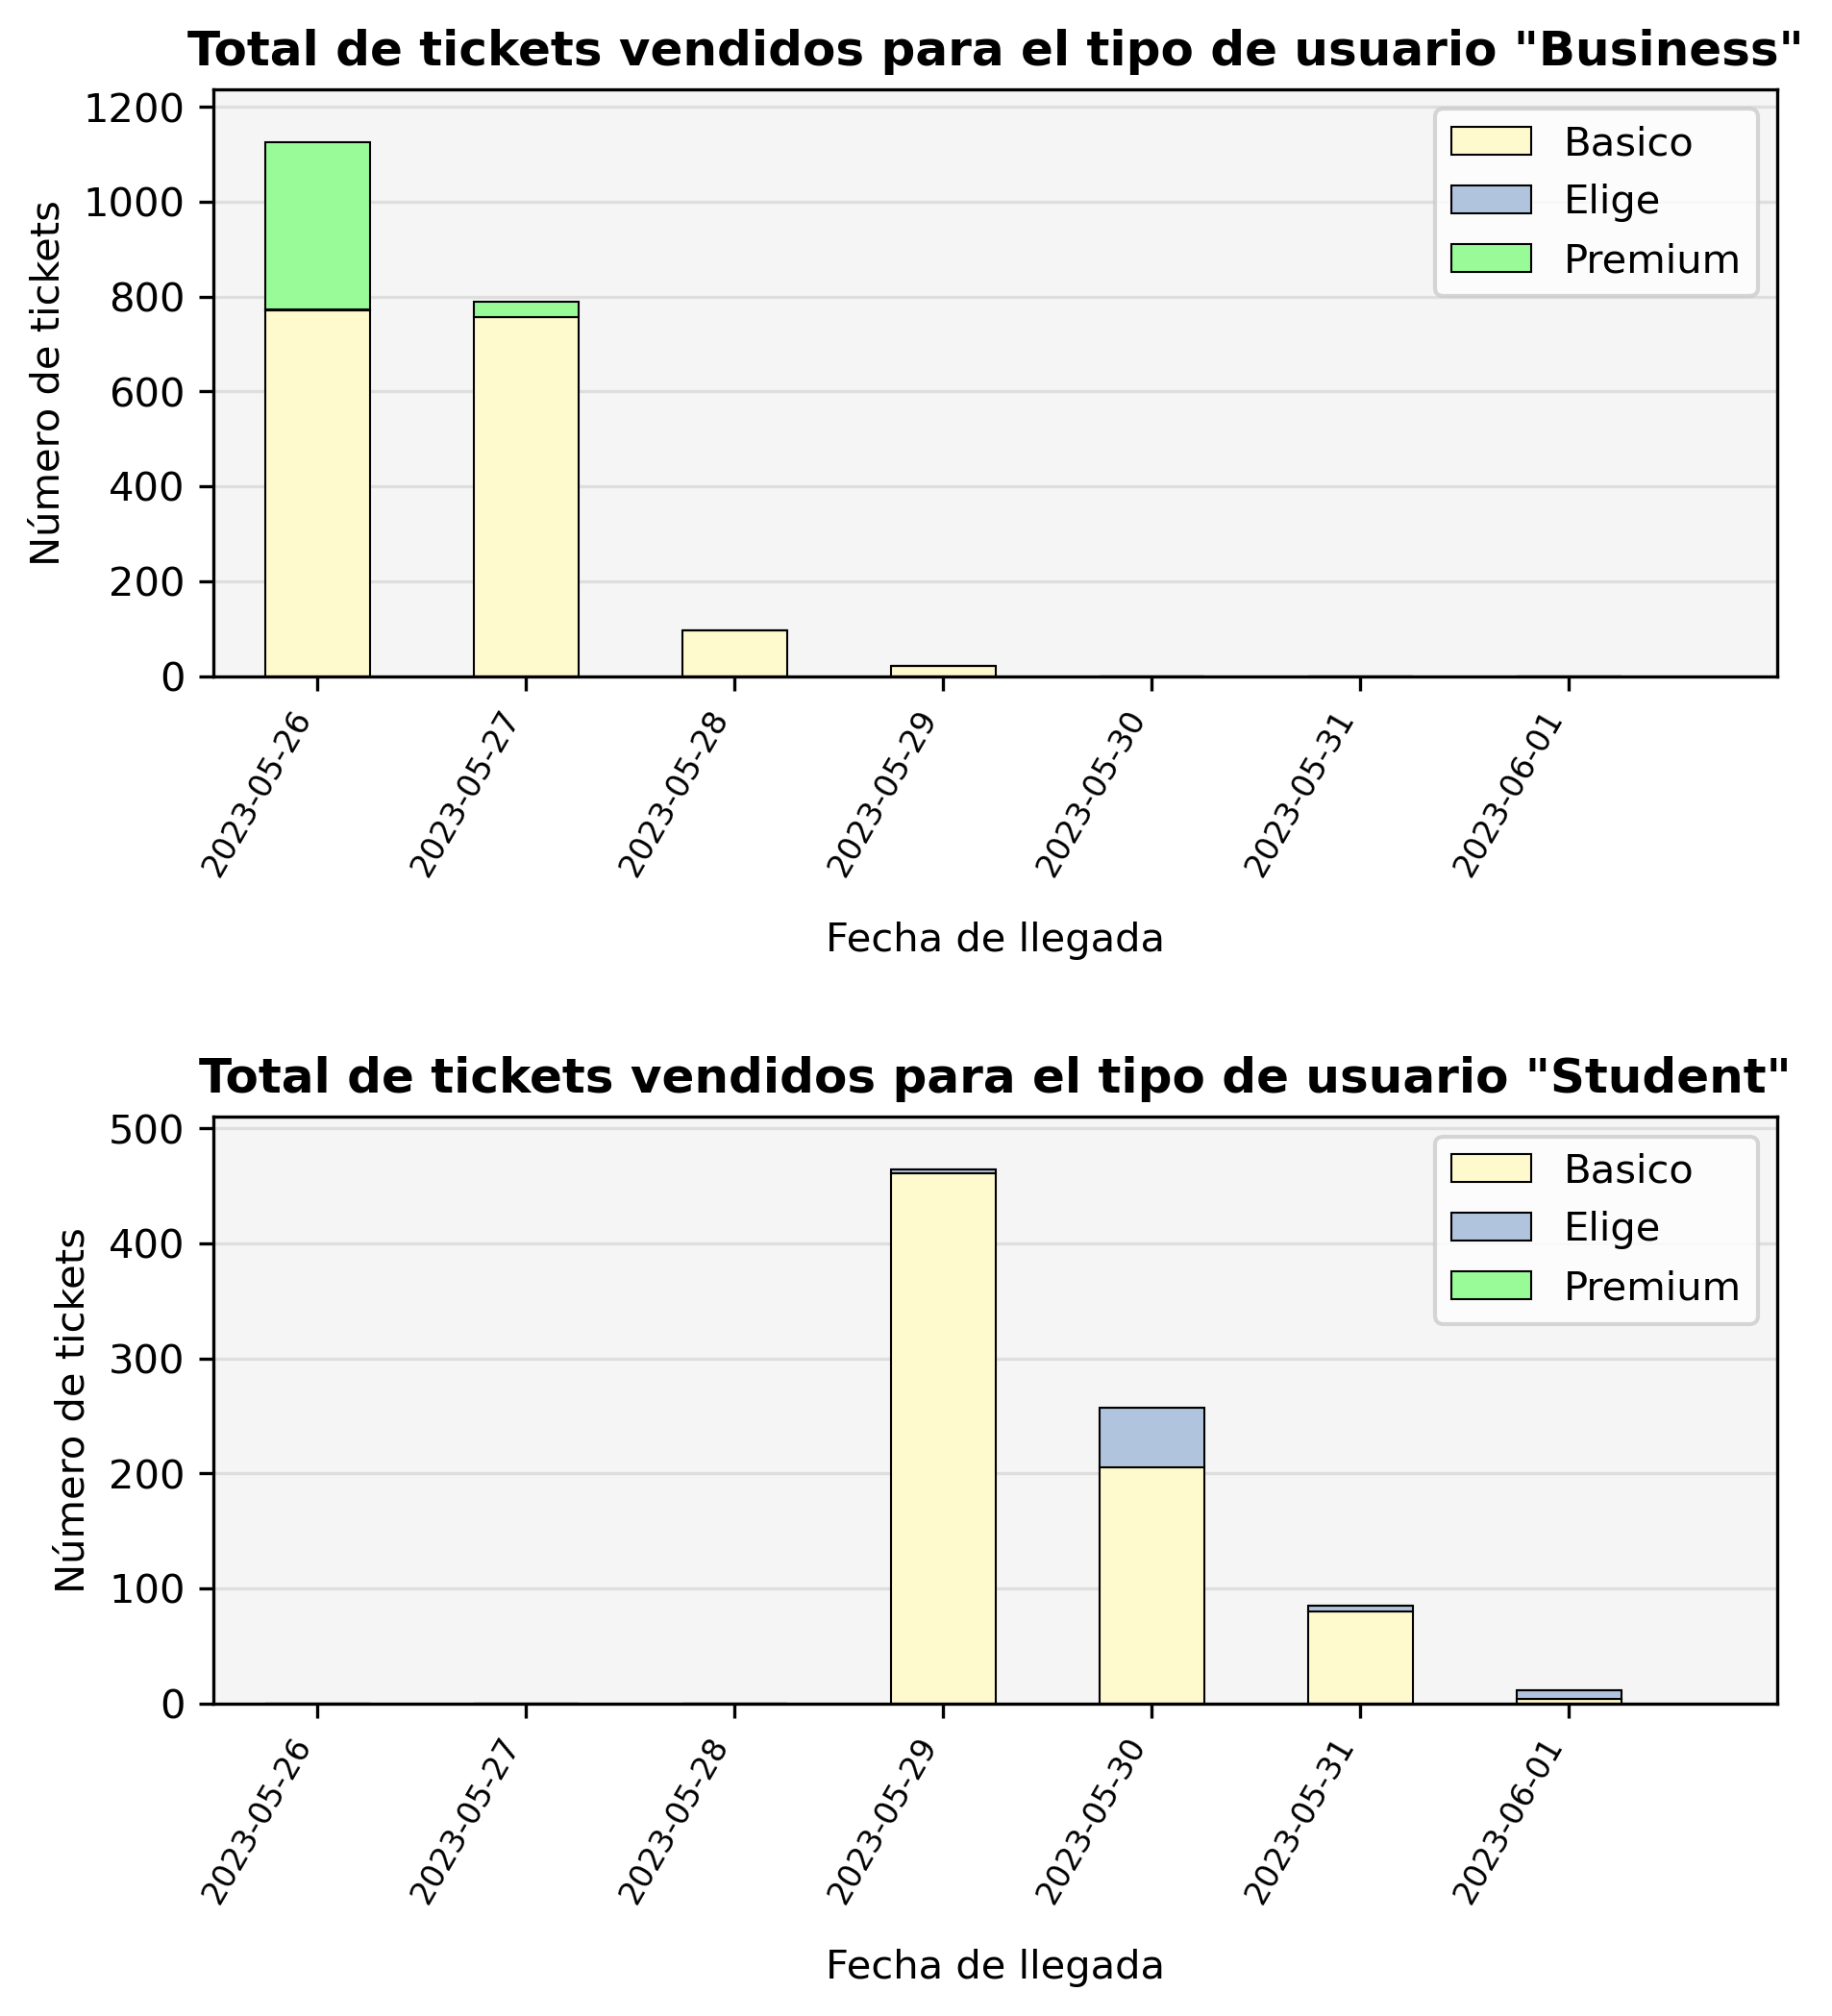 Total de tickets vendidos para el tipo de usuario "Business"
1200
1000
800
600
400
200
0
Número de tickets
Basico
Elige
Premium
2023-05-26
2023-05-27
2023-05-28
2023-05-29
2023-05-30
2023-05-31
2023-06-01
Fecha de llegada
Total de tickets vendidos para el tipo de usuario "Student"
500
400
300
200
100
0
Número de tickets
Basico
Elige
Premium
2023-05-26
2023-05-27
2023-05-28
2023-05-29
2023-05-30
2023-05-31
2023-06-01
Fecha de llegada